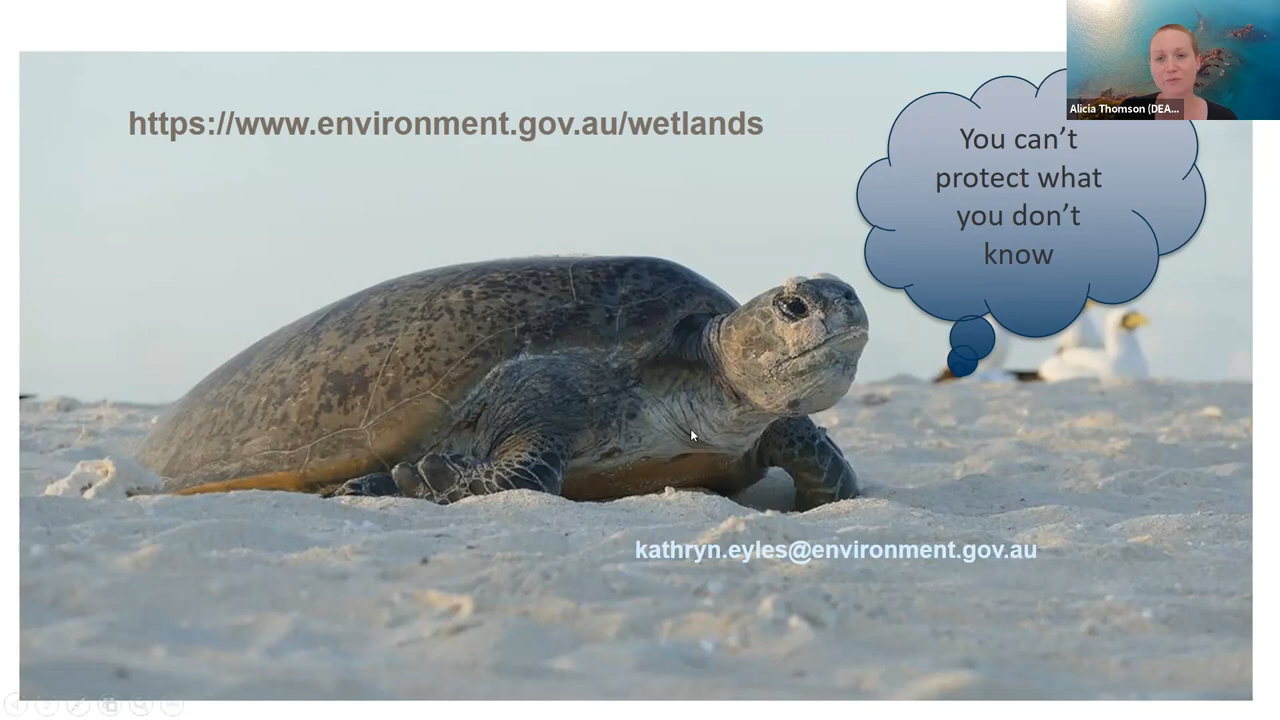 https://www.environment.gov.au/wetlands
Alicia Thomson (DEA...
You can’t
protect what
you don’t
know
kathryn.eyles@environment.gov.au